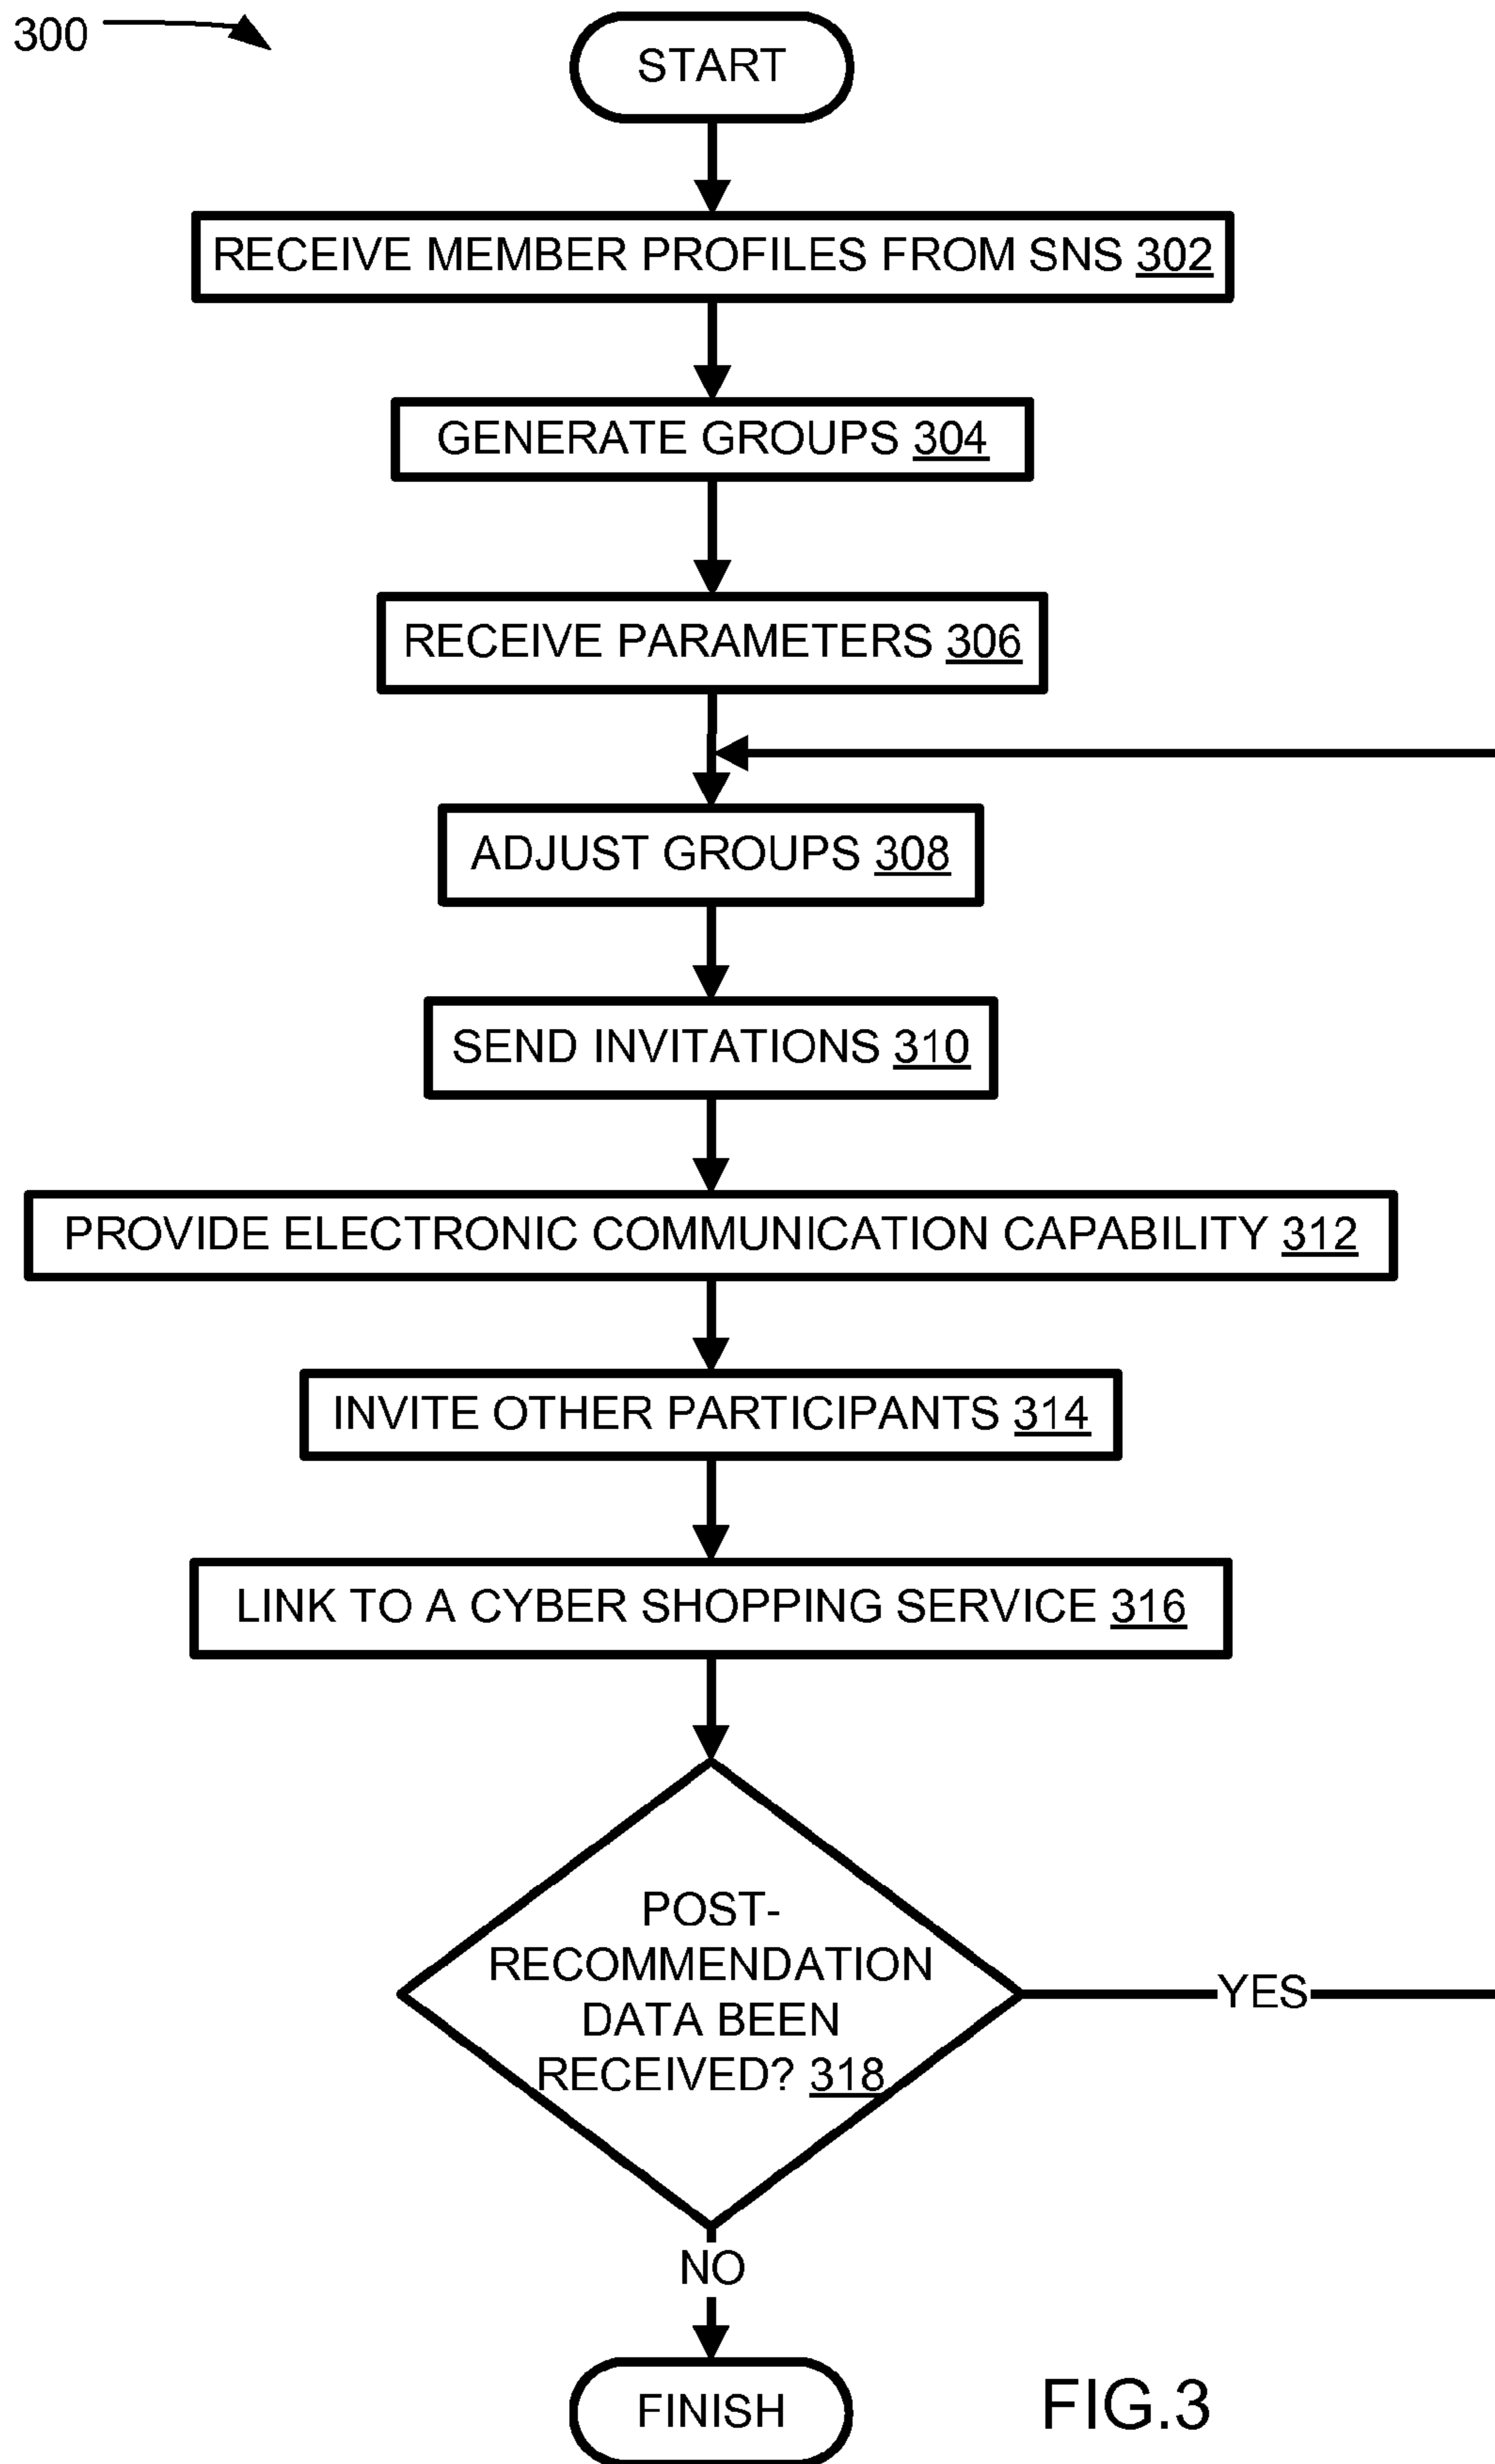 300
START
RECEIVE MEMBER PROFILES FROM SNS 302
GENERATE GROUPS 304
RECEIVE PARAMETERS 306
ADJUST GROUPS 308
SEND INVITATIONS 310
PROVIDE ELECTRONIC COMMUNICATION CAPABILITY 312
INVITE OTHER PARTICIPANTS 314
LINK TO A CYBER SHOPPING SERVICE 316
POST-
RECOMMENDATION
DATA BEEN
RECEIVED? 318
YES
NO
FINISH
FIG.3